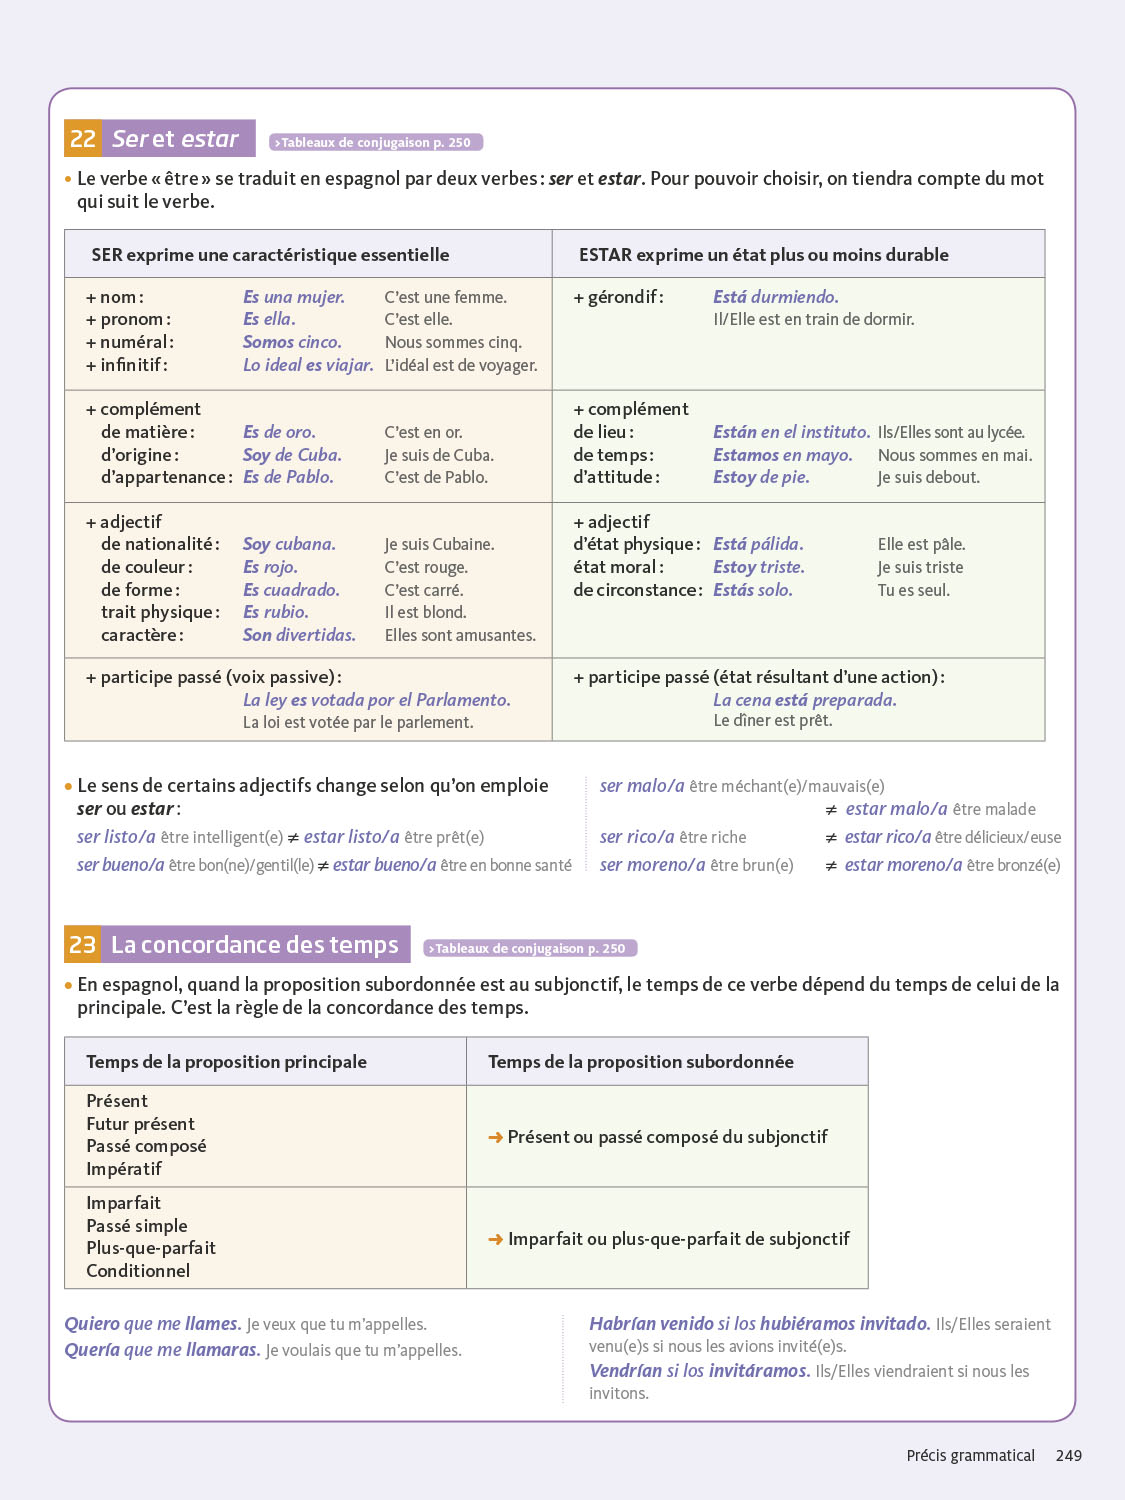 22 Ser et estar >Tableaux de conjugaison p. 250
• Le verbe « être » se traduit en espagnol par deux verbes : ser et estar. Pour pouvoir choisir, on tiendra compte du mot
qui suit le verbe.
SER exprime une caractéristique essentielle
ESTAR exprime un état plus ou moins durable
+ nom : Es una mujer. C’est une femme.
+ pronom : Es ella. C’est elle.
+ numéral : Somos cinco. Nous sommes cinq.
+ infinitif : Lo ideal es viajar. L’idéal est de voyager.
+ gérondif : Está durmiendo.
Il/Elle est en train de dormir.
+ complément
de matière : Es de oro. C’est en or.
d’origine : Soy de Cuba. Je suis de Cuba.
d’appartenance : Es de Pablo. C’est de Pablo.
+ complément
de lieu : Están en el instituto. Ils/Elles sont au lycée.
de temps : Estamos en mayo. Nous sommes en mai.
d’attitude : Estoy de pie. Je suis debout.
+ adjectif
de nationalité : Soy cubana. Je suis Cubaine.
de couleur : Es rojo. C’est rouge.
de forme : Es cuadrado. C’est carré.
trait physique : Es rubio. Il est blond.
caractère : Son divertidas. Elles sont amusantes.
+ adjectif
d’état physique : Está pálida. Elle est pâle.
état moral : Estoy triste. Je suis triste
de circonstance : Estás solo. Tu es seul.
+ participe passé (voix passive) :
La ley es votada por el Parlamento.
La loi est votée par le parlement.
+ participe passé (état résultant d’une action) :
La cena está preparada.
Le dîner est prêt.
• Le sens de certains adjectifs change selon qu’on emploie
ser ou estar :
ser listo/a être intelligent(e) ≠ estar listo/a être prêt(e)
ser bueno/a être bon(ne)/gentil(le) ≠ estar bueno/a être en bonne santé
ser malo/a être méchant(e)/mauvais(e)
≠ estar malo/a être malade
ser rico/a être riche ≠ estar rico/a être délicieux/euse
ser moreno/a être brun(e) ≠ estar moreno/a être bronzé(e)
23 La concordance des temps >Tableaux de conjugaison p. 250
• En espagnol, quand la proposition subordonnée est au subjonctif, le temps de ce verbe dépend du temps de celui de la
principale. C’est la règle de la concordance des temps.
Temps de la proposition principale
Temps de la proposition subordonnée
Présent
Futur présent
Passé composé
Impératif
➜ Présent ou passé composé du subjonctif
Imparfait
Passé simple
Plus-que-parfait
Conditionnel
➜ Imparfait ou plus-que-parfait de subjonctif
Quiero que me llames. Je veux que tu m’appelles.
Quería que me llamaras. Je voulais que tu m’appelles.
Habrían venido si los hubiéramos invitado. Ils/Elles seraient
venu(e)s si nous les avions invité(e)s.
Vendrían si los invitáramos. Ils/Elles viendraient si nous les
invitons.
Précis grammatical 249